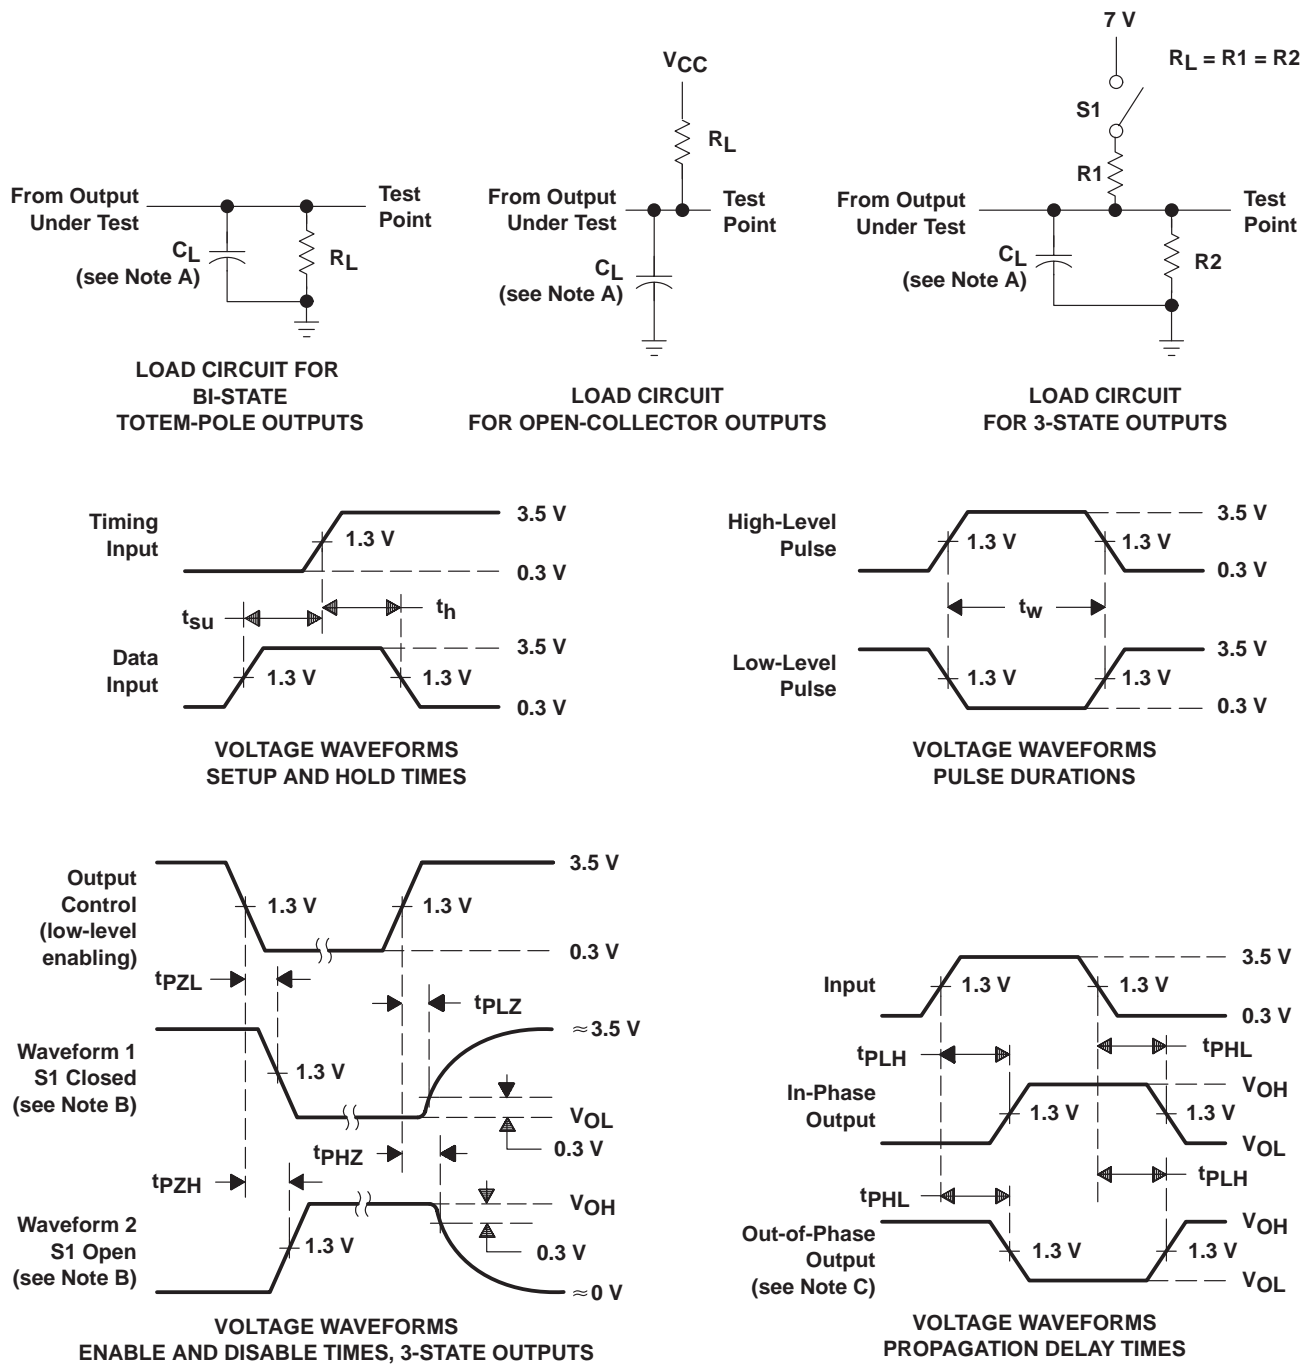 From Output
Under Test
Test
Point
CL
(see Note A)
RL
LOAD CIRCUIT FOR
BI-STATE
TOTEM-POLE OUTPUTS
VCC
RL
From Output
Under Test
Test
Point
CL
(see Note A)
LOAD CIRCUIT
FOR OPEN-COLLECTOR OUTPUTS
7 V
RL = R1 = R2
S1
R1
From Output
Under Test
Test
Point
CL
(see Note A)
R2
LOAD CIRCUIT
FOR 3-STATE OUTPUTS
Timing
Input
1.3 V
3.5 V
0.3 V
tsu
th
Data
Input
1.3 V
1.3 V
3.5 V
0.3 V
VOLTAGE WAVEFORMS
SETUP AND HOLD TIMES
High-Level
Pulse
1.3 V
1.3 V
3.5 V
0.3 V
tw
Low-Level
Pulse
1.3 V
1.3 V
3.5 V
0.3 V
VOLTAGE WAVEFORMS
PULSE DURATIONS
Output
Control
(low-level
enabling)
1.3 V
1.3 V
3.5 V
0.3 V
tPZL
tPLZ
Waveform 1
S1 Closed
(see Note B)
1.3 V
≈3.5 V
VOL
0.3 V
tPHZ
tPZH
Waveform 2
S1 Open
(see Note B)
1.3 V
VOH
0.3 V
≈0 V
VOLTAGE WAVEFORMS
ENABLE AND DISABLE TIMES, 3-STATE OUTPUTS
Input
1.3 V
1.3 V
3.5 V
0.3 V
tPLH
tPHL
In-Phase
Output
1.3 V
1.3 V
VOH
VOL
tPHL
tPLH
Out-of-Phase
Output
(see Note C)
1.3 V
1.3 V
VOH
VOL
VOLTAGE WAVEFORMS
PROPAGATION DELAY TIMES